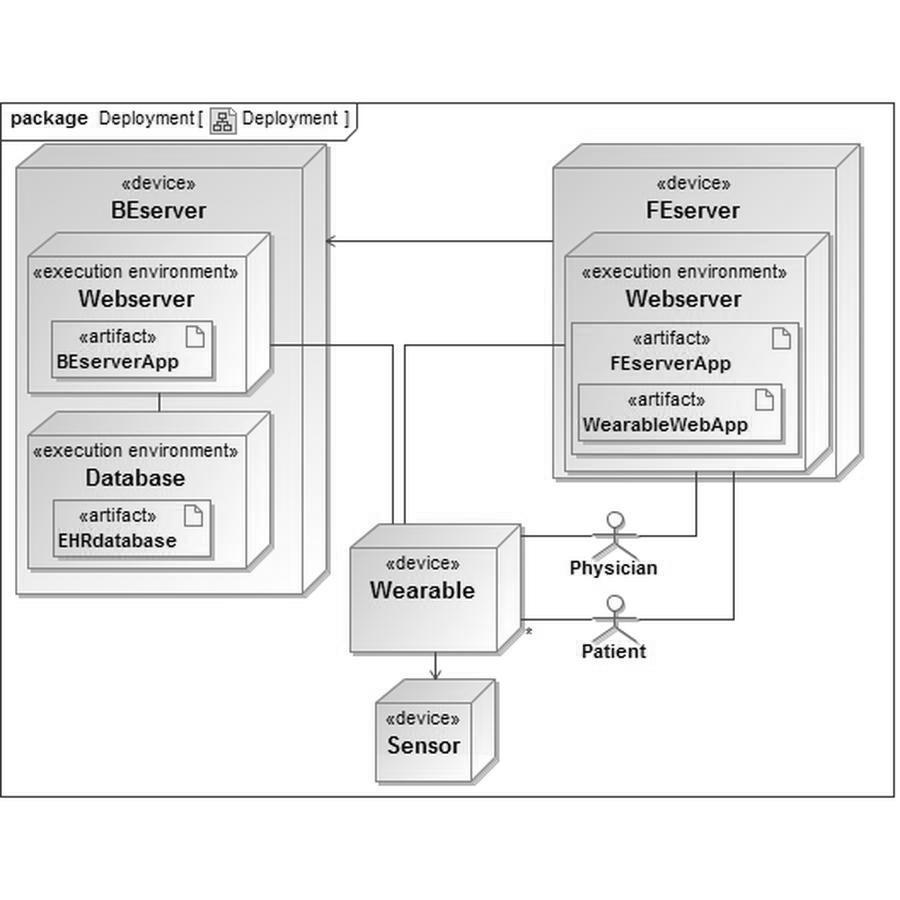 package Deployment [ Deployment ]
«device»
BEserver
«execution environment»
Webserver
«artifact»
BEserverApp
«execution environment»
Database
«artifact»
EHRdatabase
«device»
FEserver
«execution environment»
Webserver
«artifact»
FEserverApp
«artifact»
WearableWebApp
«device»
Wearable
*
Physician
Patient
«device»
Sensor